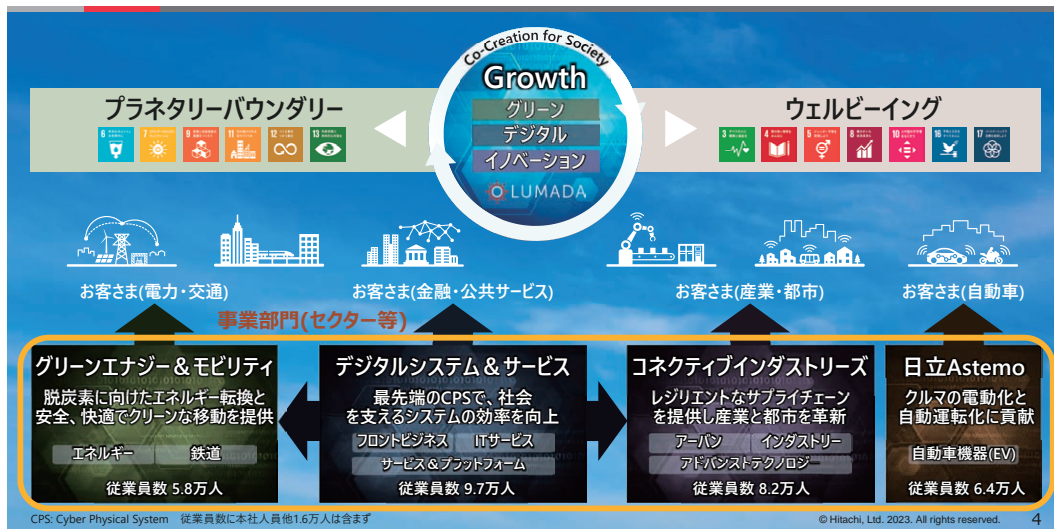 Co-Creation for Society
Growth
グリーン
デジタル
イノベーション
LUMADA
プラネタリーバウンダリー
6
7
9
11
12
13
ウェルビーイング
3
4
5
8
10
16
17
お客さま(電力・交通)
お客さま(金融・公共サービス)
お客さま(産業・都市)
お客さま(自動車)
事業部門(セクター等)
グリーンエナジー&モビリティ
脱炭素に向けたエネルギー転換と
安全、快適でクリーンな移動を提供
エネルギー 鉄道
従業員数 5.8万人
デジタルシステム&サービス
最先端のCPSで、社会
を支えるシステムの効率を向上
フロントビジネス ITサービス
サービス&プラットフォーム
従業員数 9.7万人
コネクティブインダストリーズ
レジリエントなサプライチェーン
を提供し産業と都市を革新
アーバン インダストリー
アドバンストテクノロジー
従業員数 8.2万人
日立Astemo
クルマの電動化と
自動運転化に貢献
自動車機器(EV)
従業員数 6.4万人
CPS: Cyber Physical System 従業員数に本社人員他1.6万人は含まず
© Hitachi, Ltd. 2023. All rights reserved. 4